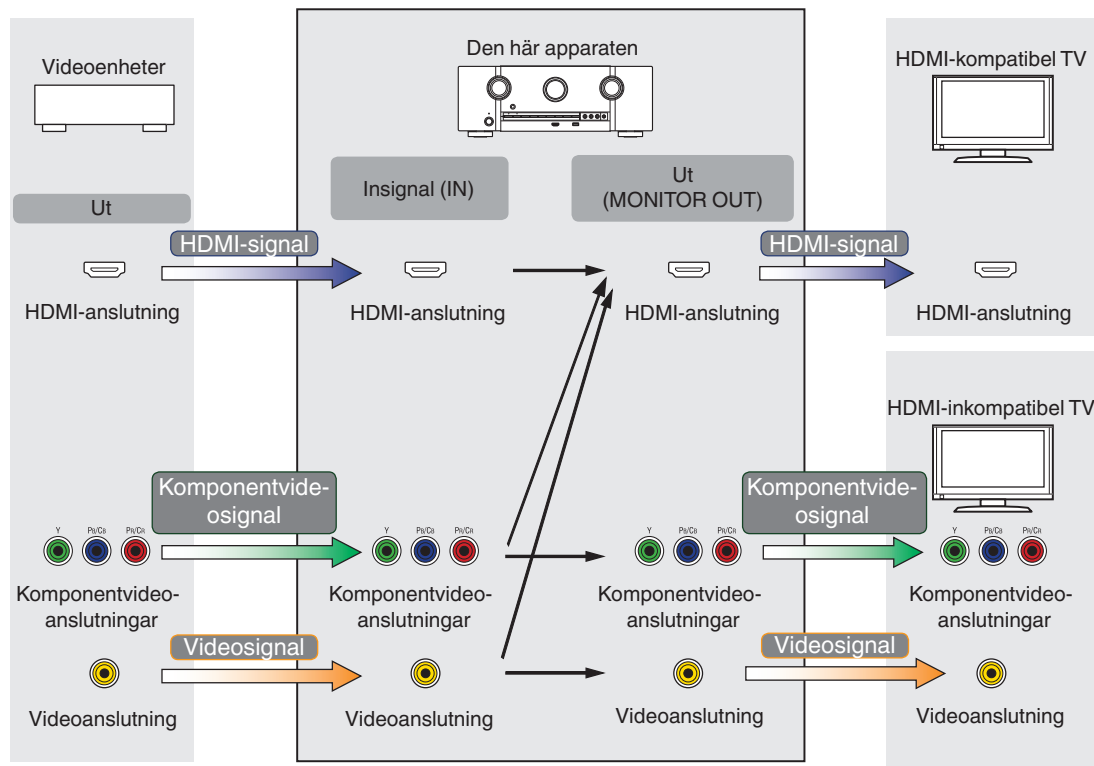 Den här apparaten
Videoenheter
HDMI-kompatibel TV
Insignal (IN)
Ut
(MONITOR OUT)
Ut
HDMI-signal
HDMI-signal
HDMI-anslutning
HDMI-anslutning
HDMI-anslutning
HDMI-anslutning
HDMI-inkompatibel TV
Komponentvide-
osignal
Komponentvide-
osignal
Y PB/CB PR/CR
Y PB/CB PR/CR
Y PB/CB PR/CR
Y PB/CB PR/CR
Komponentvideo-
anslutningar
Komponentvideo-
anslutningar
Komponentvideo-
anslutningar
Komponentvideo-
anslutningar
Videosignal
Videosignal
Videoanslutning
Videoanslutning
Videoanslutning
Videoanslutning